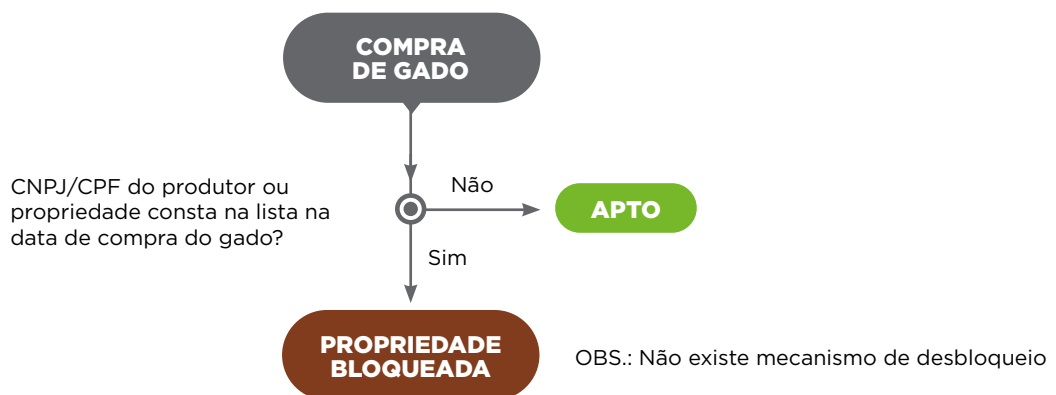 COMPRA
DE GADO
CNPJ/CPF do produtor ou
propriedade consta na lista na
data de compra do gado?
Não
APTO
Sim
PROPRIEDADE
BLOQUEADA
OBS.: Não existe mecanismo de desbloqueio